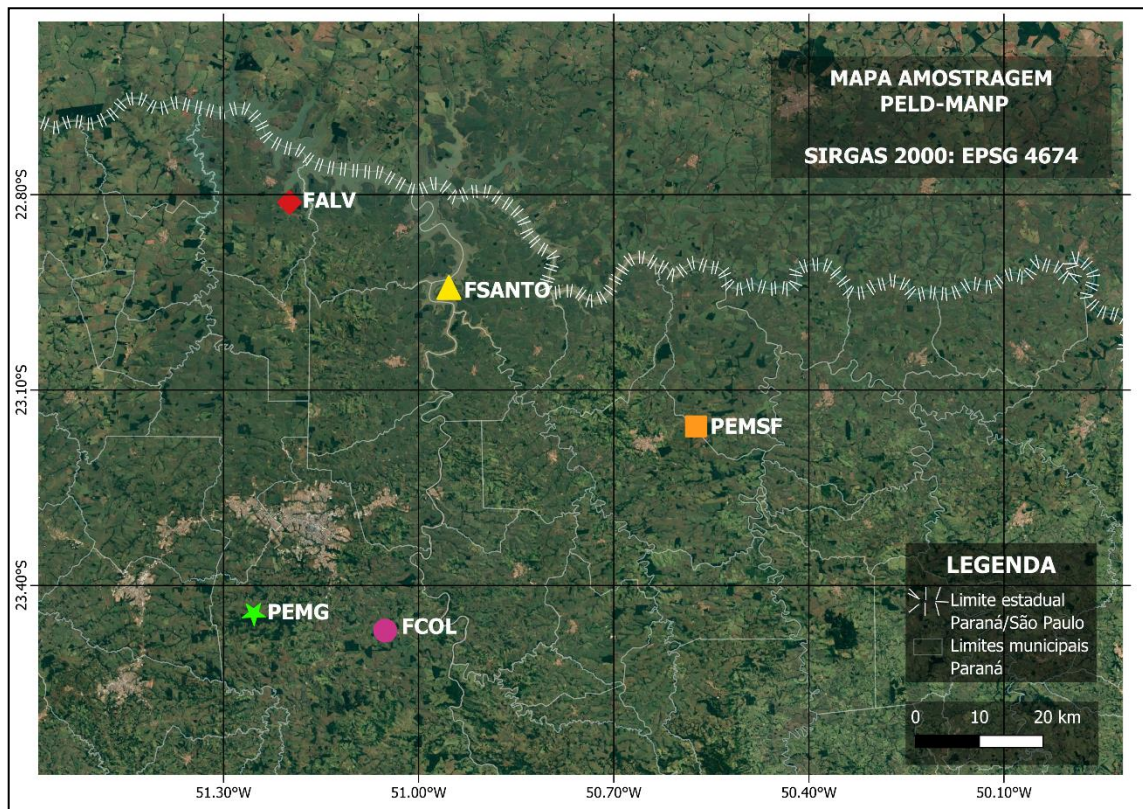 MAPA AMOSTRAGEM
PELD-MANP
SIRGAS 2000: EPSG 4674
22.80°S
FALV
FSANTO
23.10°S
PEMSF
23.40°S
PEMG
FCOL
LEGENDA
Limite estadual
Paraná/São Paulo
Limites municipais
Paraná
0 10 20 km
51.30°W 51.00°W 50.70°W 50.40°W 50.10°W